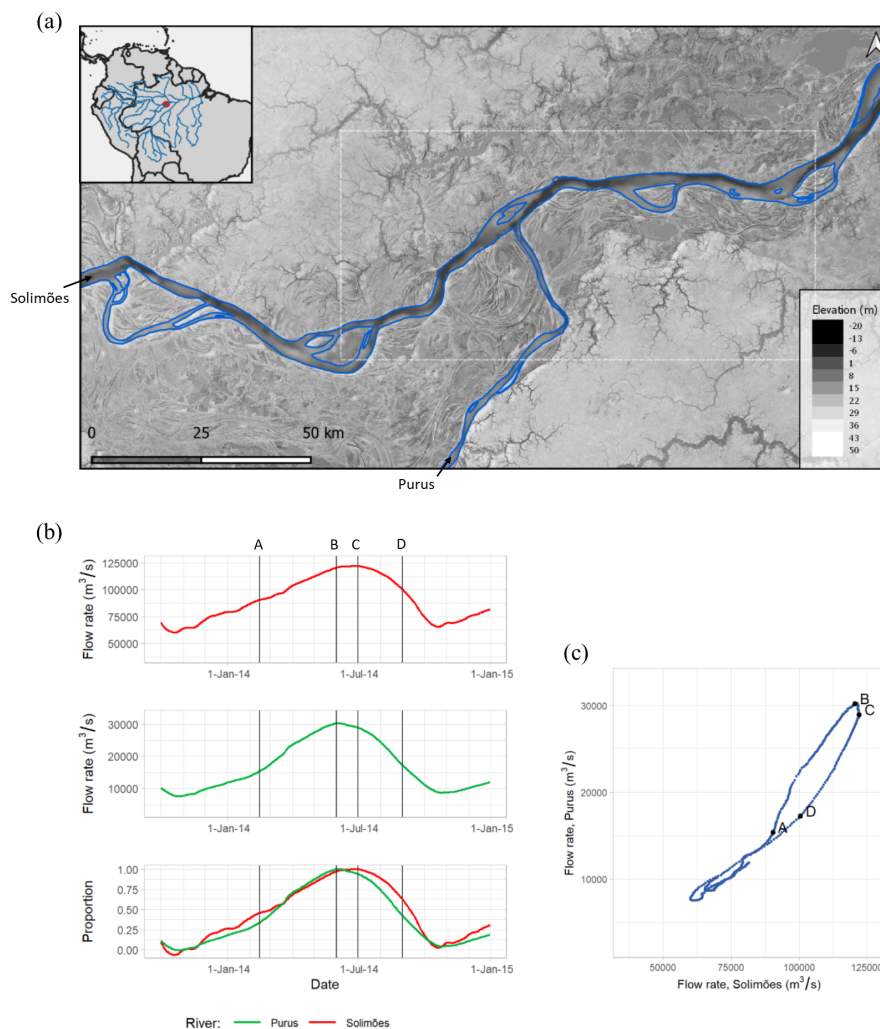 (a)
Solimões
Elevation (m)
-20
-13
-6
1
8
15
22
29
36
43
50
0 25 50 km
Purus
(b)
A B C D
Flow rate (m³/s)
125000
100000
75000
50000
1-Jan-14 1-Jul-14 1-Jan-15
Flow rate (m³/s)
30000
20000
10000
1-Jan-14 1-Jul-14 1-Jan-15
Proportion
1.00
0.75
0.50
0.25
0.00
1-Jan-14 1-Jul-14 1-Jan-15
Date
River: Purus Solimões
(c)
Flow rate, Purus (m³/s)
30000
20000
10000
B
C
D
A
50000 75000 100000 125000
Flow rate, Solimões (m³/s)